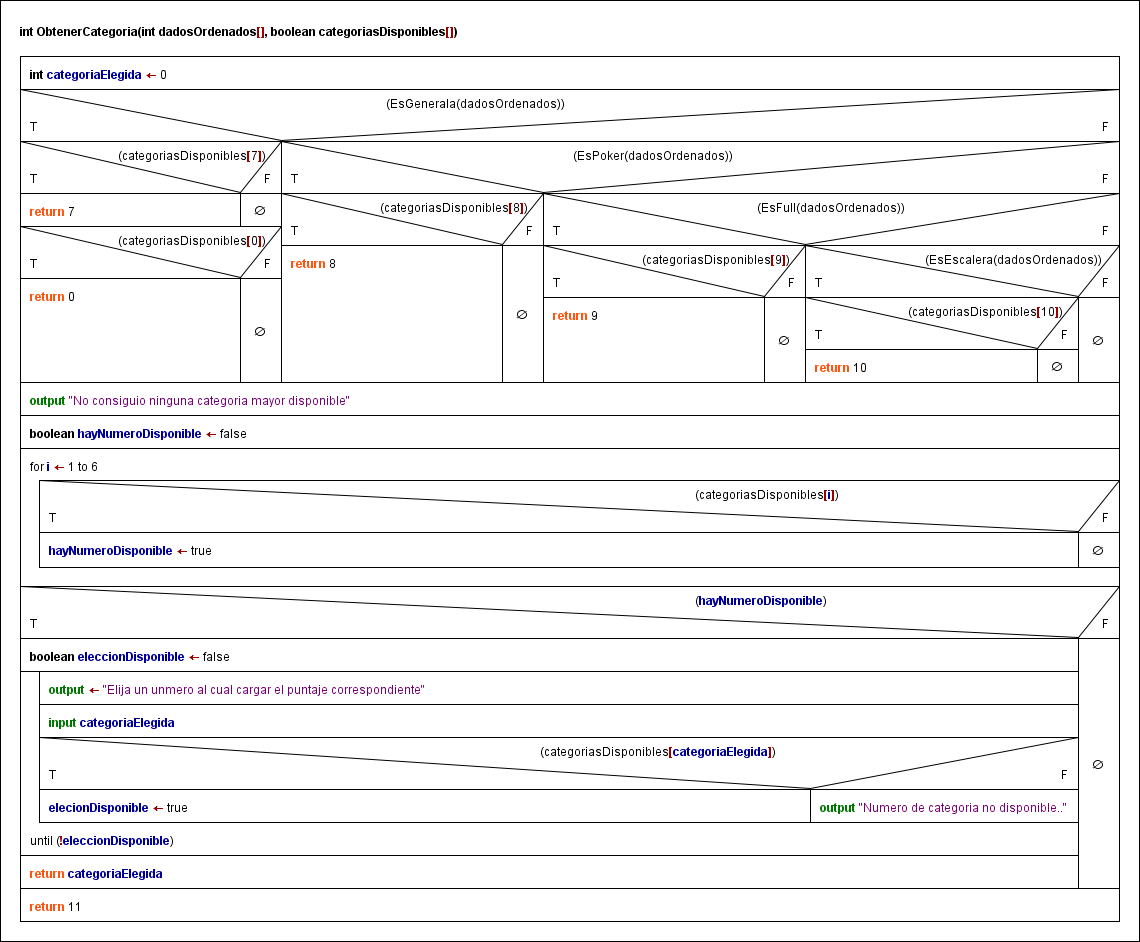 int ObtenerCategoria(int dadosOrdenados[], boolean categoriasDisponibles[])
int categoriaElegida ← 0
(EsGenerala(dadosOrdenados))
T F
(categoriasDisponibles[7])
T F
(EsPoker(dadosOrdenados))
T F
return 7
∅
(categoriasDisponibles[8])
T F
(EsFull(dadosOrdenados))
T F
(categoriasDisponibles[0])
T F
return 8
∅
(categoriasDisponibles[9])
T F
(EsEscalera(dadosOrdenados))
T F
return 0
∅
return 9
∅
(categoriasDisponibles[10])
T F
∅
return 10
∅
output "No consiguio ninguna categoria mayor disponible"
boolean hayNumeroDisponible ← false
for i ← 1 to 6
(categoriasDisponibles[i])
T F
hayNumeroDisponible ← true
∅
(hayNumeroDisponible)
T F
boolean eleccionDisponible ← false
output ← "Elija un unmero al cual cargar el puntaje correspondiente"
input categoriaElegida
(categoriasDisponibles[categoriaElegida])
T F
∅
elecionDisponible ← true
output "Numero de categoria no disponible.."
until (!eleccionDisponible)
return categoriaElegida
return 11